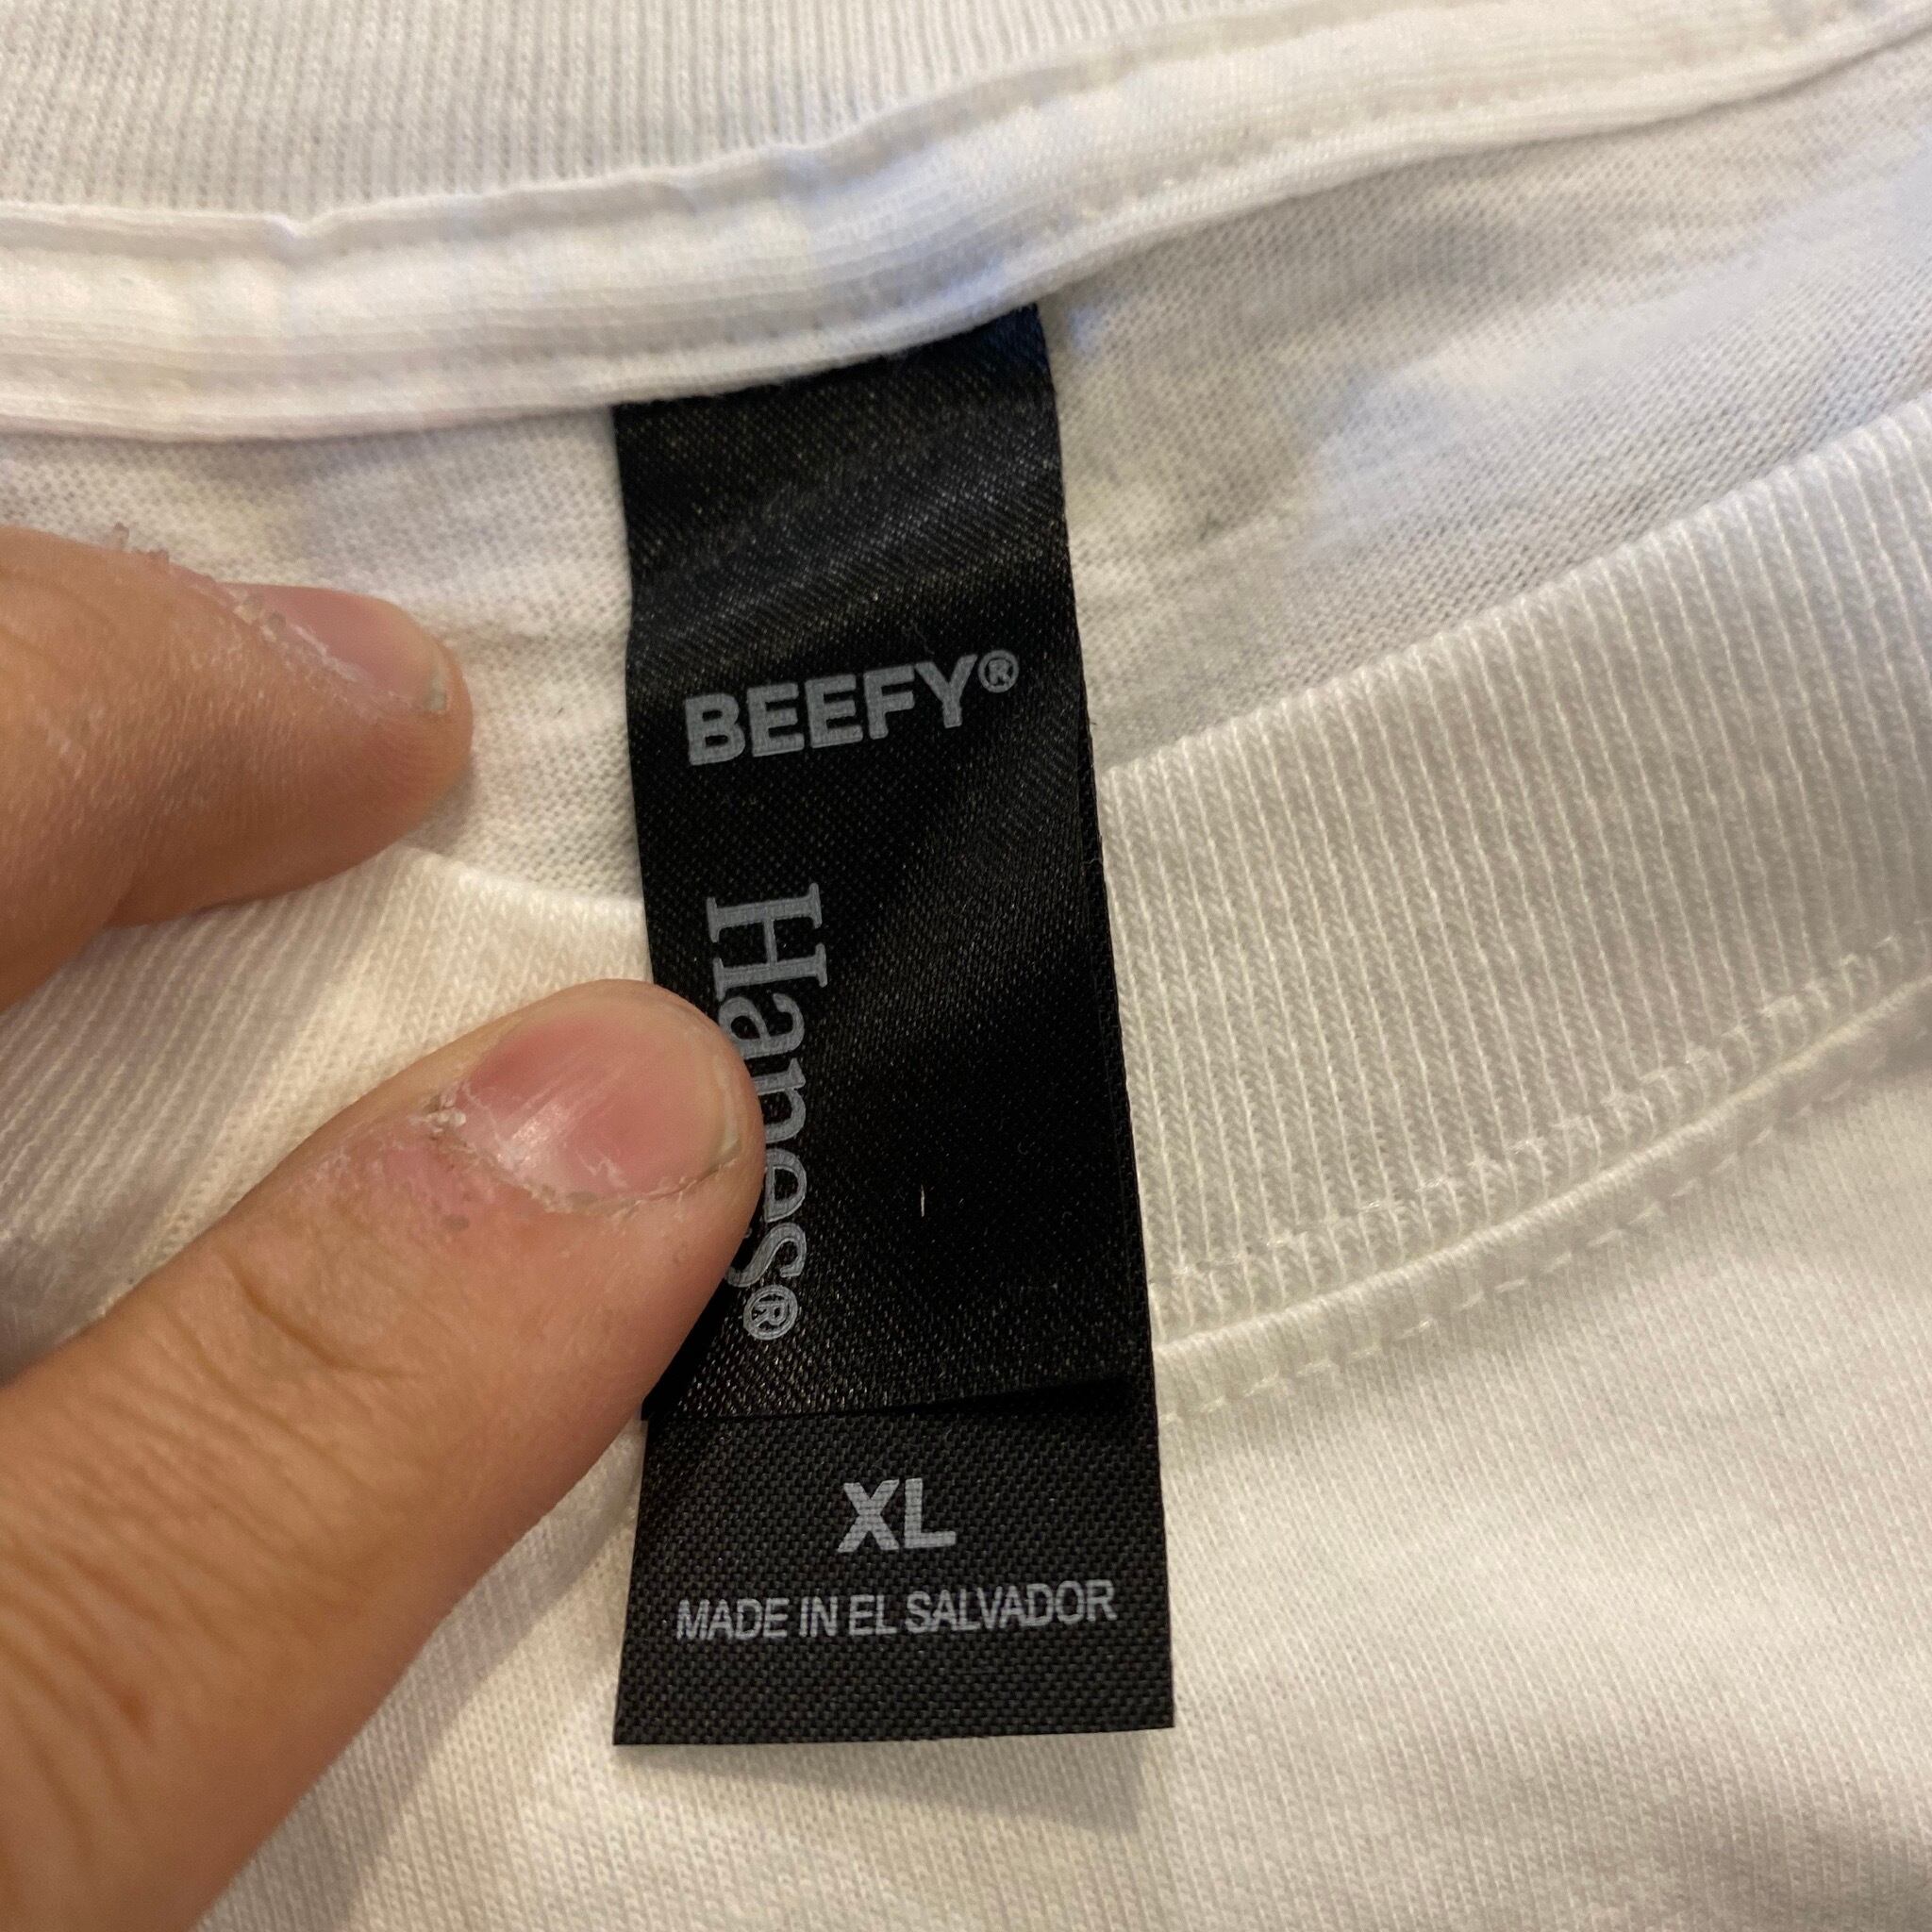 BEEFY®
Hanes®
XL
MADE IN EL SALVADOR